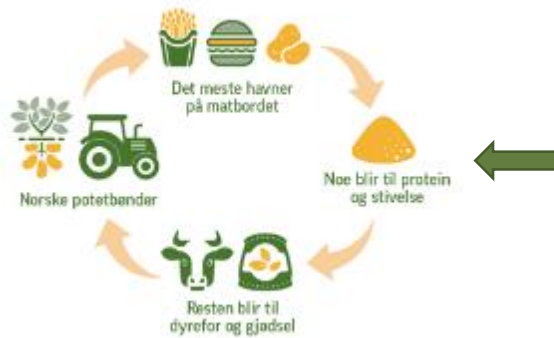 Det meste havner
på matbordet
Noe blir til protein
og stivelse
Resten blir til
dyrefor og gjødsel
Norske potetbønder